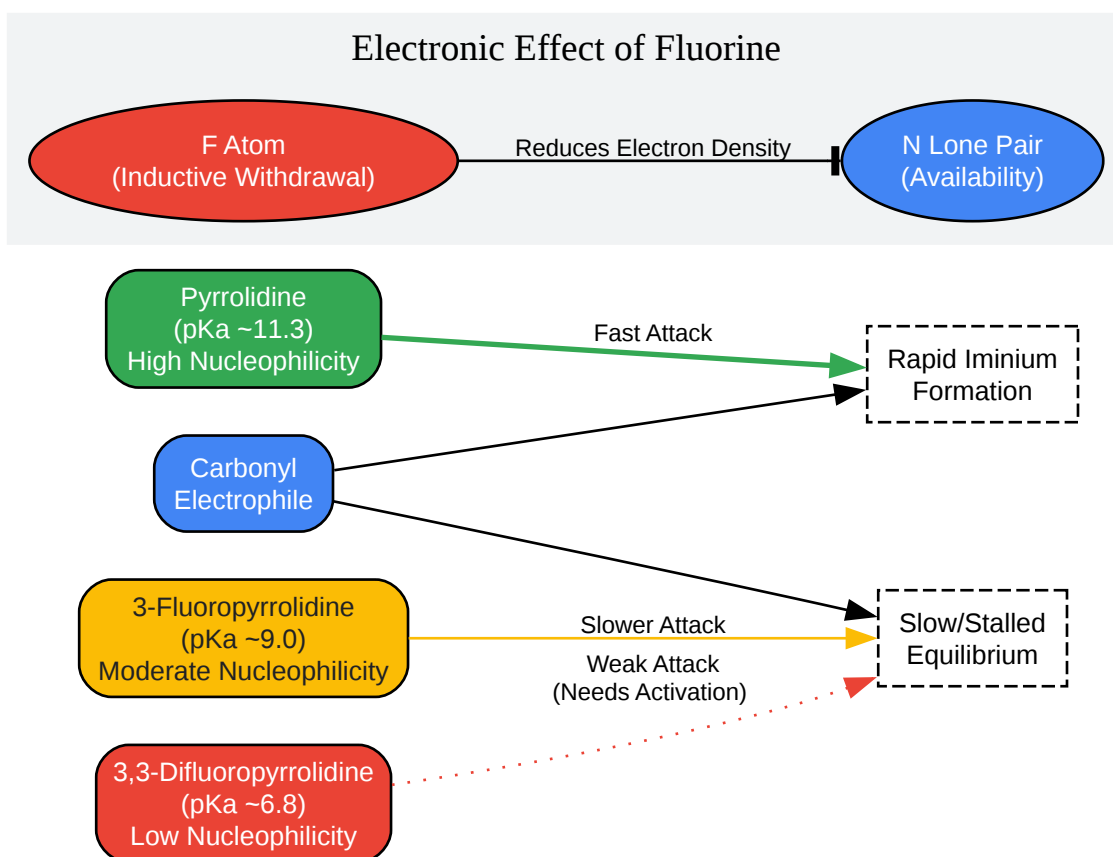 Electronic Effect of Fluorine
F Atom
(Inductive Withdrawal)
Reduces Electron Density
N Lone Pair
(Availability)
Pyrrolidine
(pKa ~11.3)
High Nucleophilicity
Fast Attack
Rapid Iminium
Formation
Carbonyl
Electrophile
3-Fluoropyrrolidine
(pKa ~9.0)
Moderate Nucleophilicity
Slower Attack
Weak Attack
(Needs Activation)
Slow/Stalled
Equilibrium
3,3-Difluoropyrrolidine
(pKa ~6.8)
Low Nucleophilicity